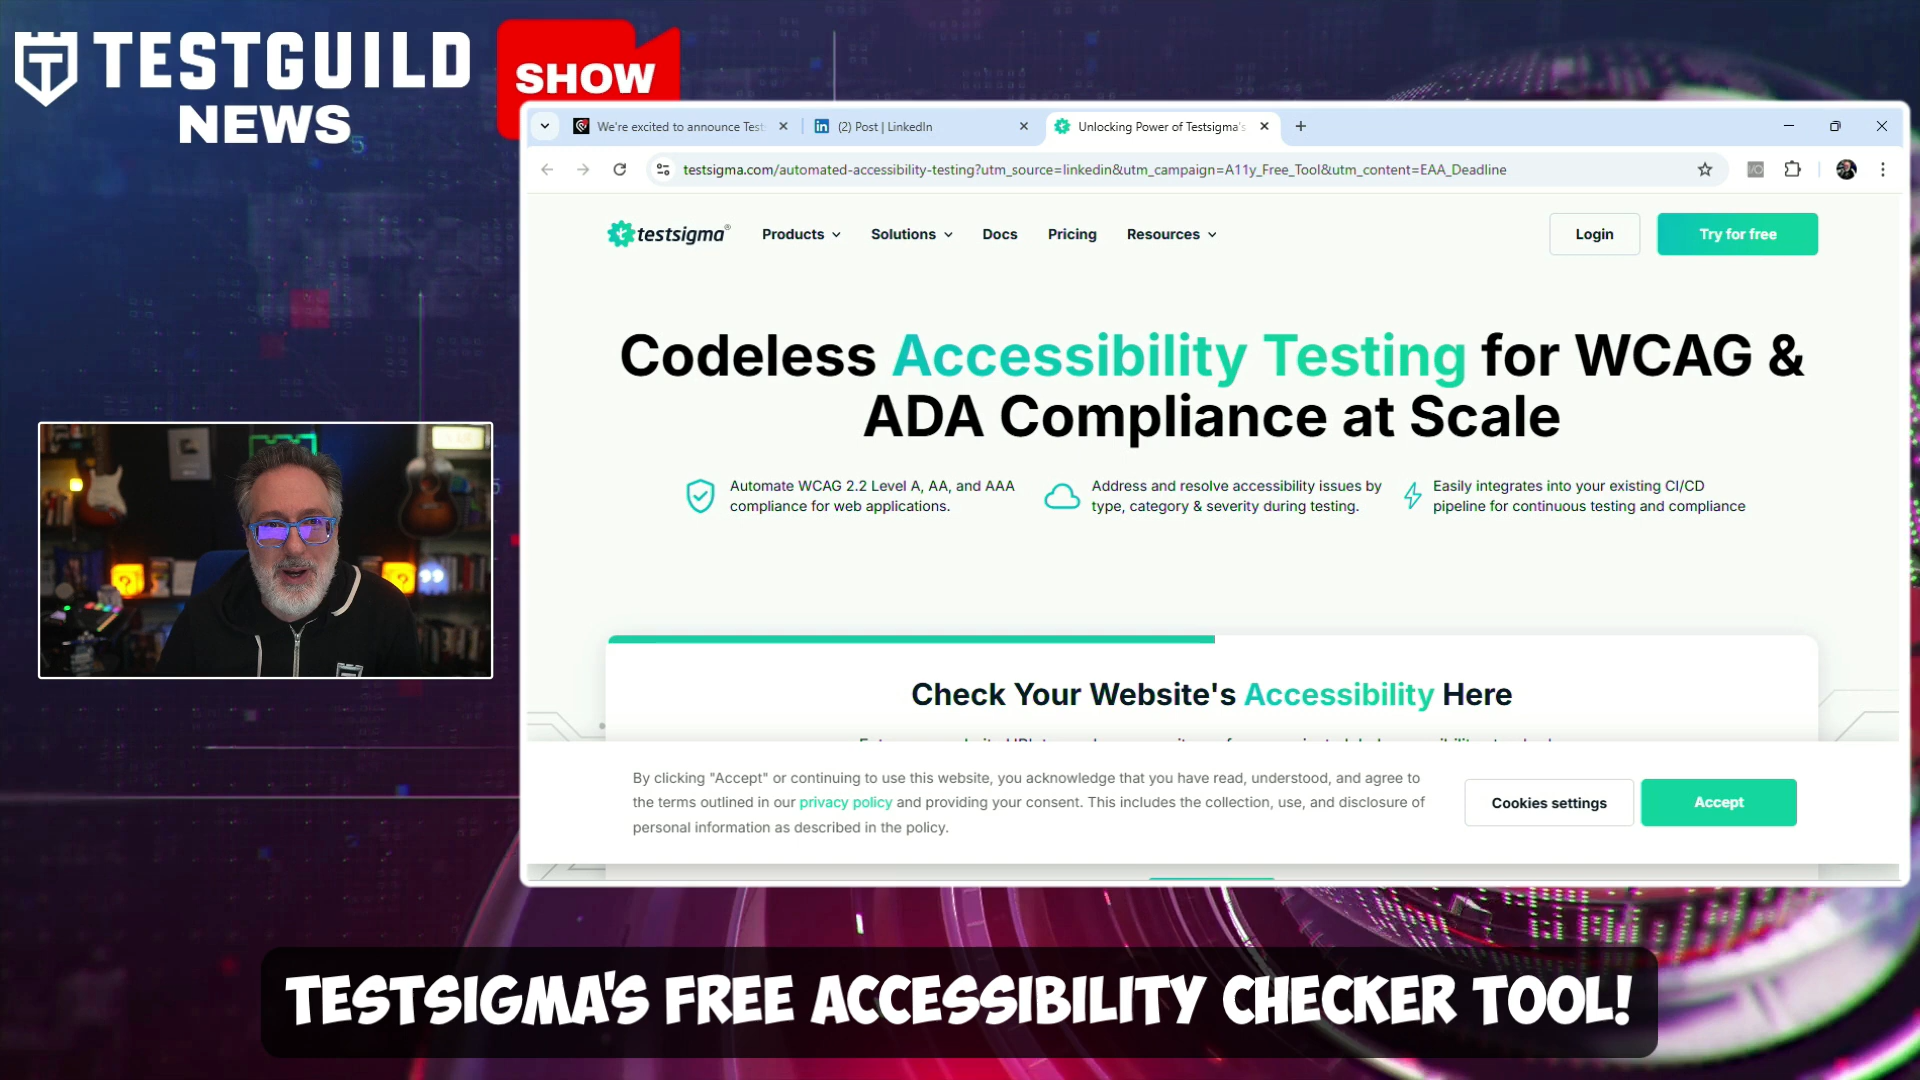 TESTGUILD
NEWS
SHOW
We're excited to announce Test
(2) Post | LinkedIn
Unlocking Power of Testsigma's
testsigma.com/automated-accessibility-testing?utm_source=linkedin&utm_campaign=A11y_Free_Tool&utm_content=EAA_Deadline
testsigma®
Products
Solutions
Docs
Pricing
Resources
Login
Try for free
Codeless Accessibility Testing for WCAG &
ADA Compliance at Scale
Automate WCAG 2.2 Level A, AA, and AAA
compliance for web applications.
Address and resolve accessibility issues by
type, category & severity during testing.
Easily integrates into your existing CI/CD
pipeline for continuous testing and compliance
Check Your Website's Accessibility Here
By clicking "Accept" or continuing to use this website, you acknowledge that you have read, understood, and agree to
the terms outlined in our privacy policy and providing your consent. This includes the collection, use, and disclosure of
personal information as described in the policy.
Cookies settings
Accept
TESTSIGMA'S FREE ACCESSIBILITY CHECKER TOOL!